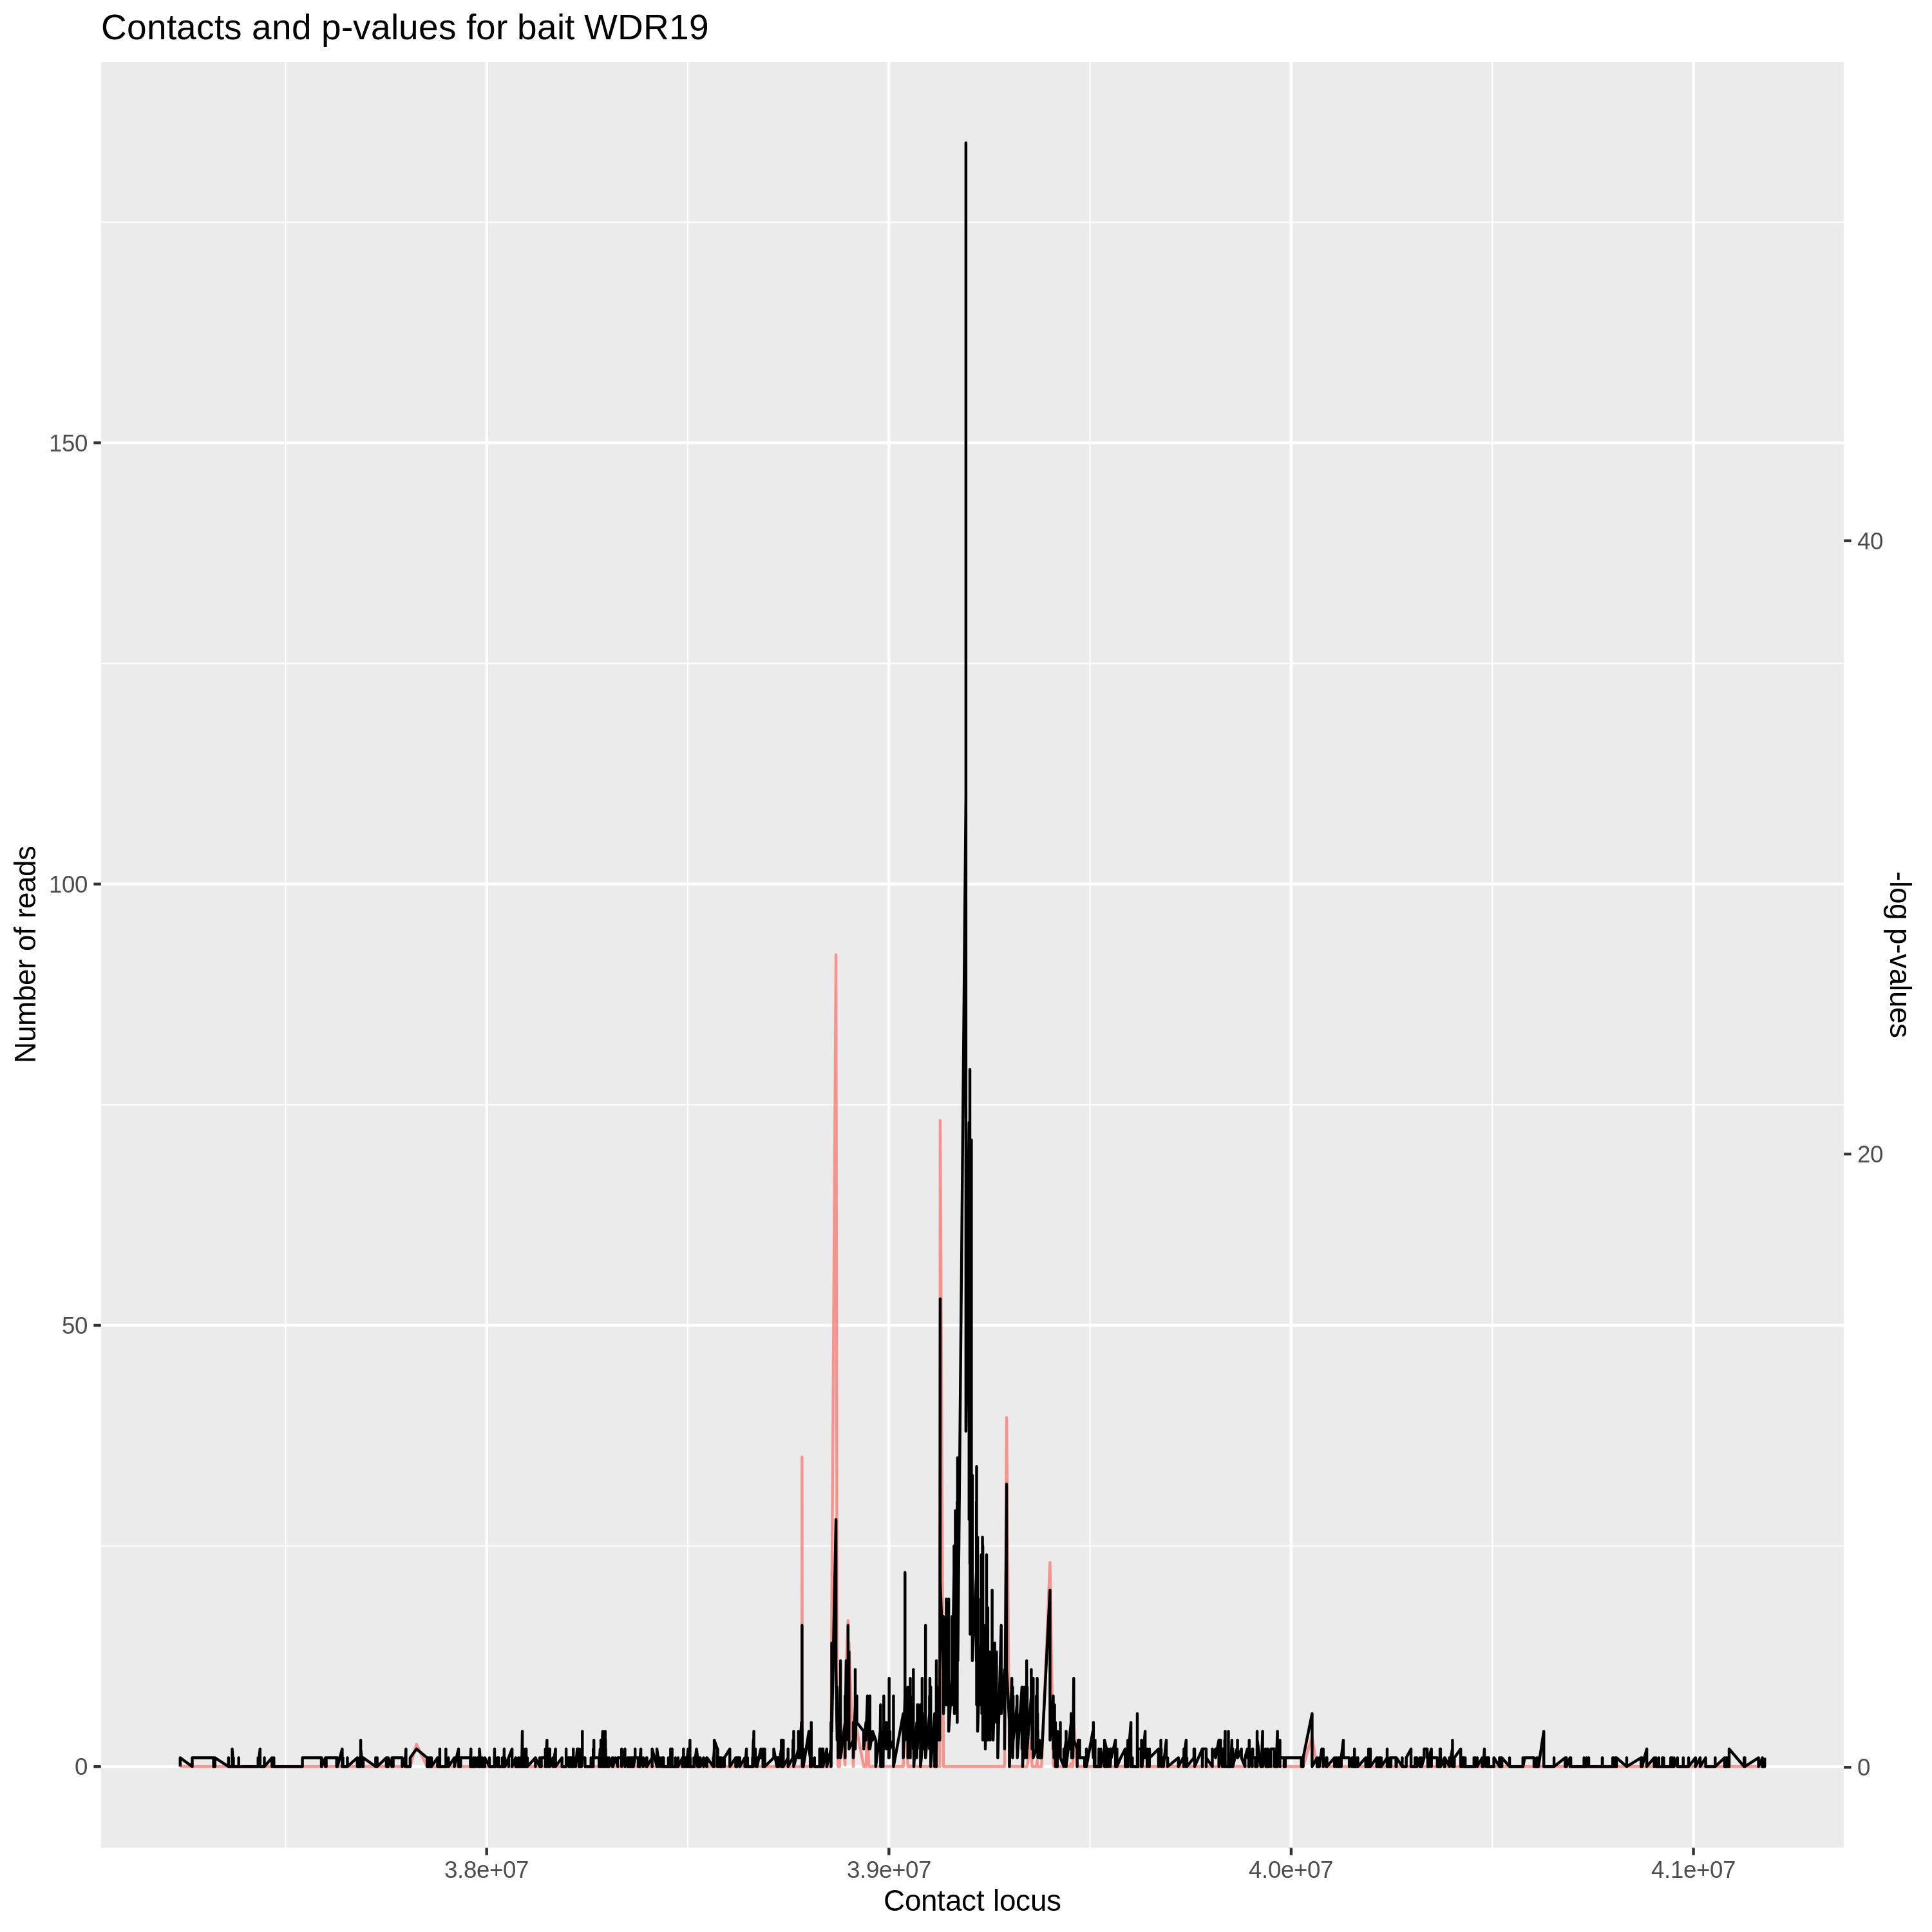 Contacts and p-values for bait WDR19
150
100
50
0
40
20
0
Number of reads
-log p-values
3.8e+07 3.9e+07 4.0e+07 4.1e+07
Contact locus